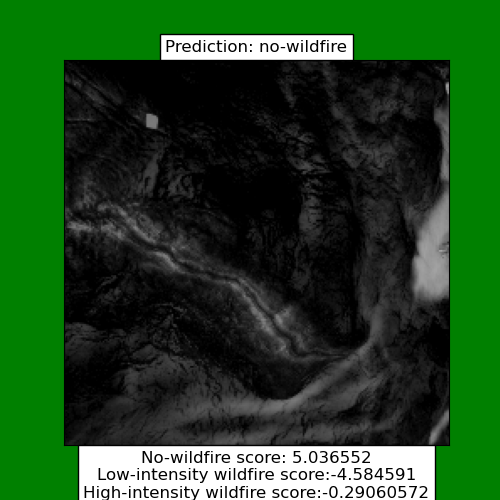 Prediction: no-wildfire
No-wildfire score: 5.036552
Low-intensity wildfire score:-4.584591
High-intensity wildfire score:-0.29060572